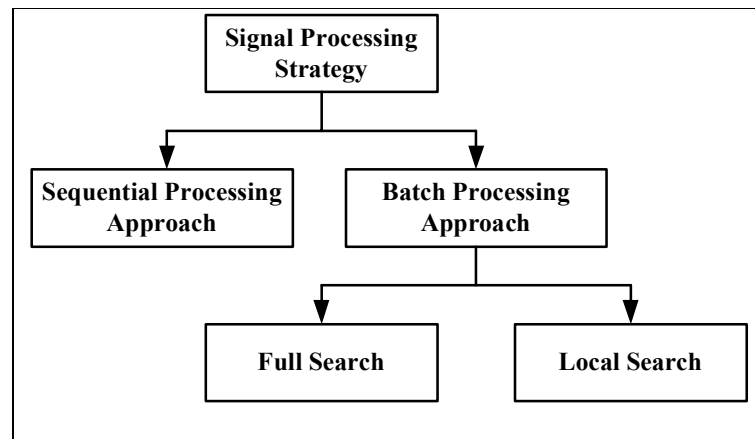 Signal Processing
Strategy
Sequential Processing
Approach
Batch Processing
Approach
Full Search
Local Search